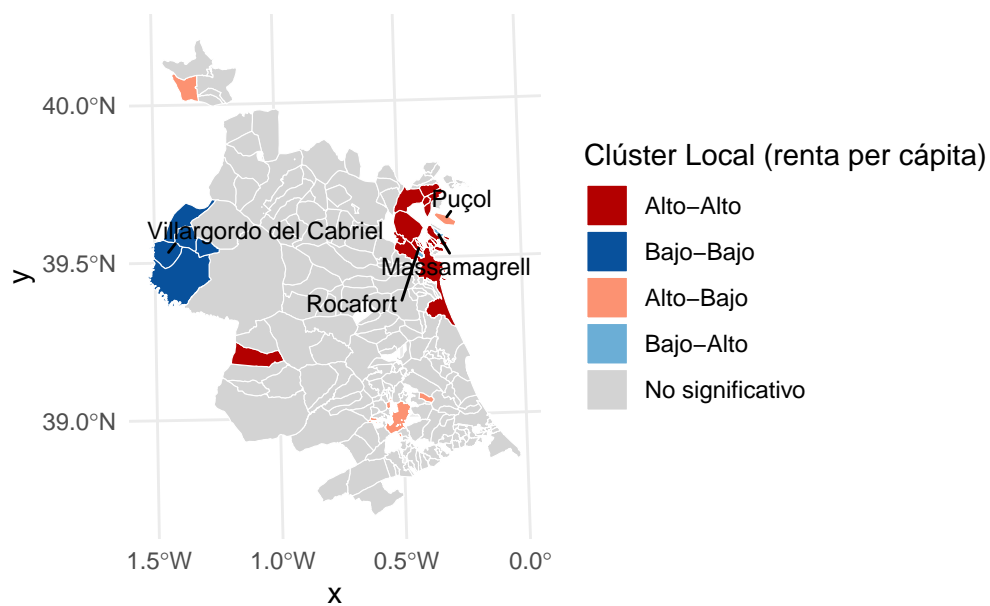 40.0°N
39.5°N
39.0°N
y
1.5°W
1.0°W
0.5°W
0.0°
x
Puçol
Villargordo del Cabriel
Massamagrell
Rocafort
Clúster Local (renta per cápita)
Alto−Alto
Bajo−Bajo
Alto−Bajo
Bajo−Alto
No significativo